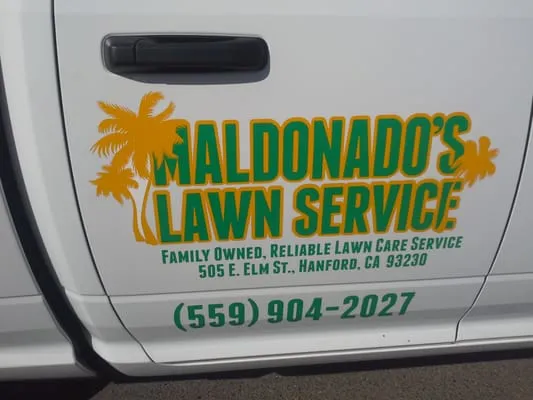 MALDONADO'S
LAWN SERVICE
FAMILY OWNED, RELIABLE LAWN CARE SERVICE
505 E. ELM ST., HANFORD, CA 93230
(559) 904-2027